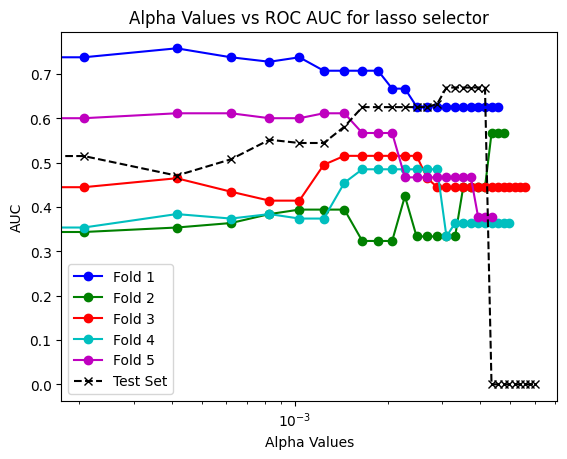 Alpha Values vs ROC AUC for lasso selector
AUC
0.7
0.6
0.5
0.4
0.3
0.2
0.1
0.0
Fold 1
Fold 2
Fold 3
Fold 4
Fold 5
Test Set
10⁻³
Alpha Values